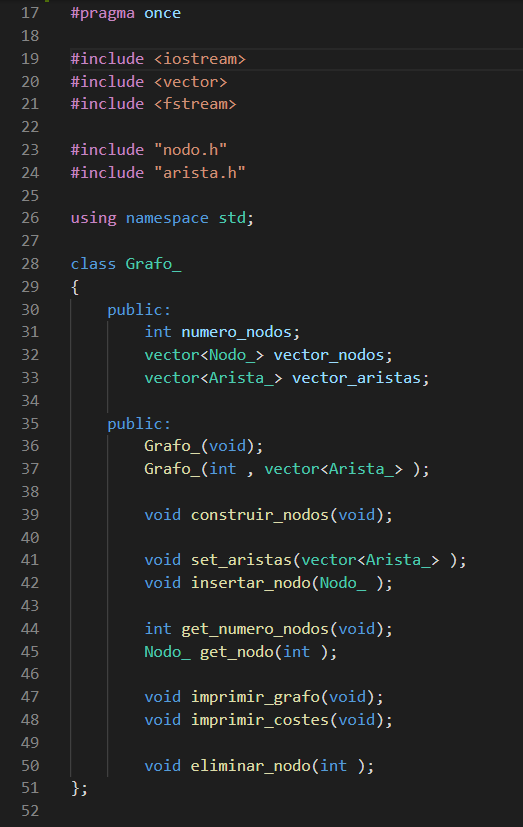 17 #pragma once
18
19 #include <iostream>
20 #include <vector>
21 #include <fstream>
22
23 #include "nodo.h"
24 #include "arista.h"
25
26 using namespace std;
27
28 class Grafo_
29 {
30     public:
31         int numero_nodos;
32         vector<Nodo_> vector_nodos;
33         vector<Arista_> vector_aristas;
34
35     public:
36         Grafo_(void);
37         Grafo_(int , vector<Arista_> );
38
39         void construir_nodos(void);
40
41         void set_aristas(vector<Arista_> );
42         void insertar_nodo(Nodo_ );
43
44         int get_numero_nodos(void);
45         Nodo_ get_nodo(int );
46
47         void imprimir_grafo(void);
48         void imprimir_costes(void);
49
50         void eliminar_nodo(int );
51 };
52